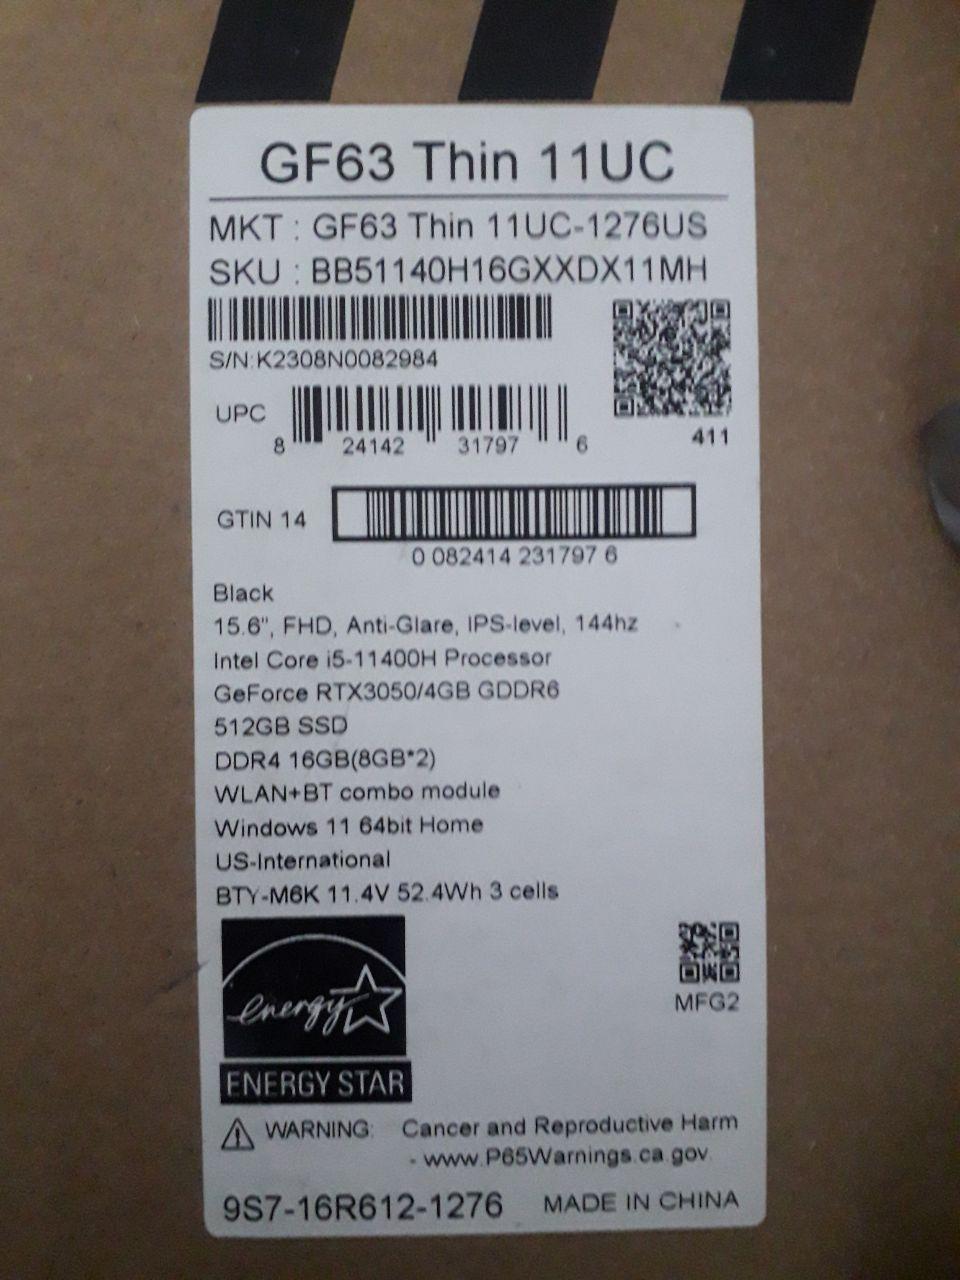 GF63 Thin 11UC
MKT : GF63 Thin 11UC-1276US
SKU : BB51140H16GXXDX11MH
S/N:K2308N0082984
UPC
8 24142 31797 6
411
GTIN 14
0 082414 231797 6
Black
15.6", FHD, Anti-Glare, IPS-level, 144hz
Intel Core i5-11400H Processor
GeForce RTX3050/4GB GDDR6
512GB SSD
DDR4 16GB(8GB*2)
WLAN+BT combo module
Windows 11 64bit Home
US-International
BTY-M6K 11.4V 52.4Wh 3 cells
energy
MFG2
ENERGY STAR
WARNING: Cancer and Reproductive Harm
- www.P65Warnings.ca.gov.
9S7-16R612-1276 MADE IN CHINA